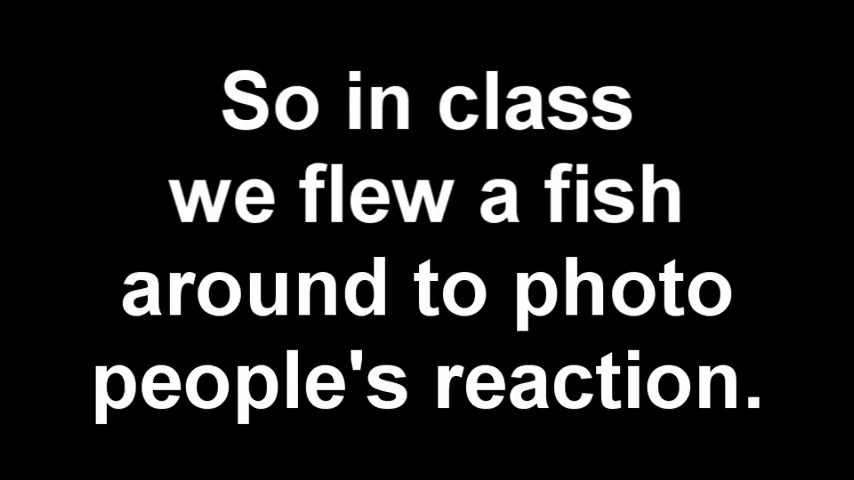 So in class
we flew a fish
around to photo
people's reaction.